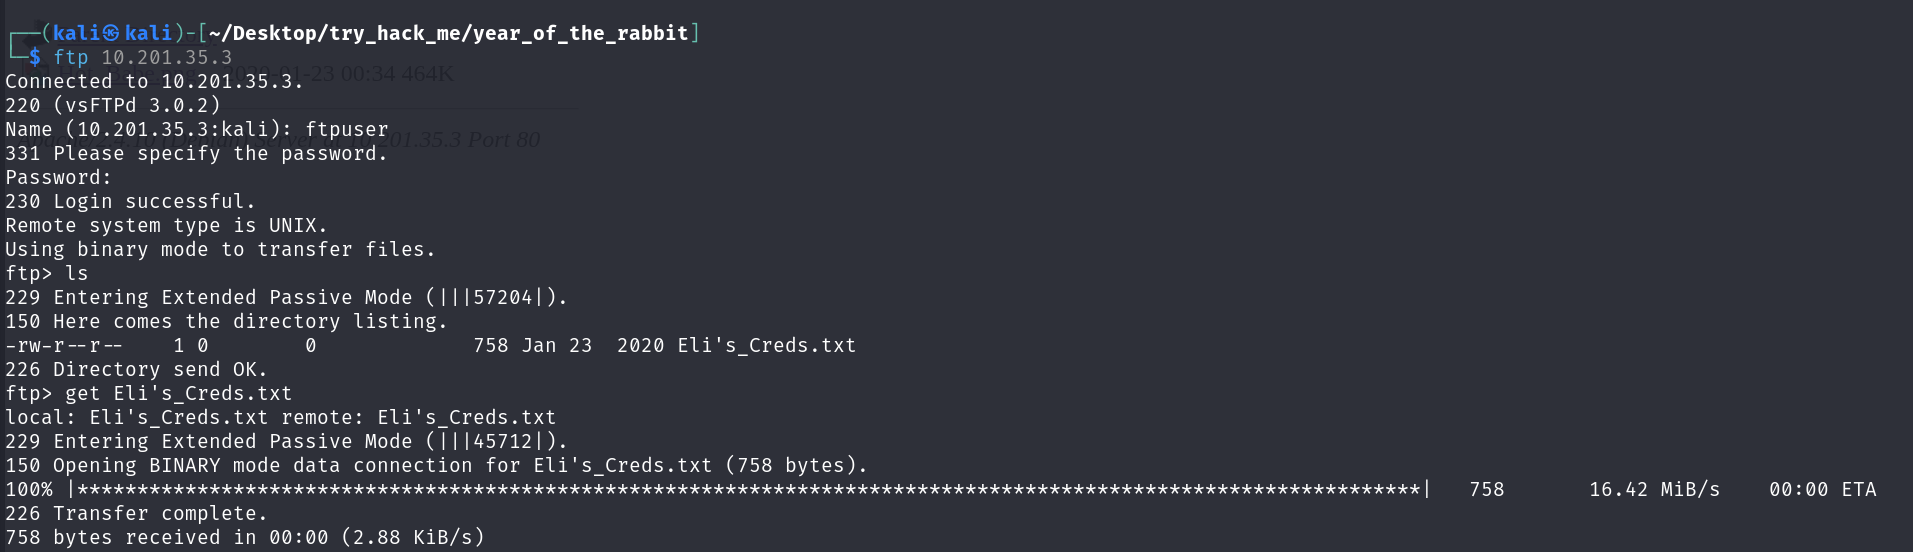 ┌──(kali㉿kali)-[~/Desktop/try_hack_me/year_of_the_rabbit]
└─$ ftp 10.201.35.3
Connected to 10.201.35.3.
220 (vsFTPd 3.0.2)
Name (10.201.35.3:kali): ftpuser
331 Please specify the password.
Password:
230 Login successful.
Remote system type is UNIX.
Using binary mode to transfer files.
ftp> ls
229 Entering Extended Passive Mode (|||57204|).
150 Here comes the directory listing.
-rw-r--r--    1 0        0             758 Jan 23  2020 Eli's_Creds.txt
226 Directory send OK.
ftp> get Eli's_Creds.txt
local: Eli's_Creds.txt remote: Eli's_Creds.txt
229 Entering Extended Passive Mode (|||45712|).
150 Opening BINARY mode data connection for Eli's_Creds.txt (758 bytes).
100% |*****************************************************************************************************************|   758       16.42 MiB/s    00:00 ETA
226 Transfer complete.
758 bytes received in 00:00 (2.88 KiB/s)